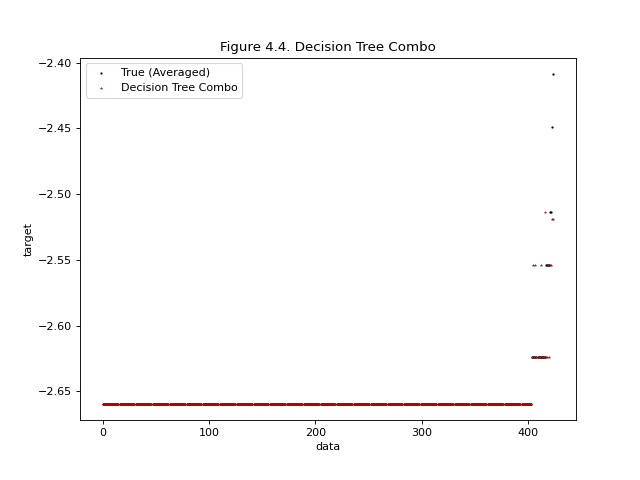 Figure 4.4. Decision Tree Combo
True (Averaged)
Decision Tree Combo
−2.40
−2.45
−2.50
−2.55
−2.60
−2.65
target
0 100 200 300 400
data